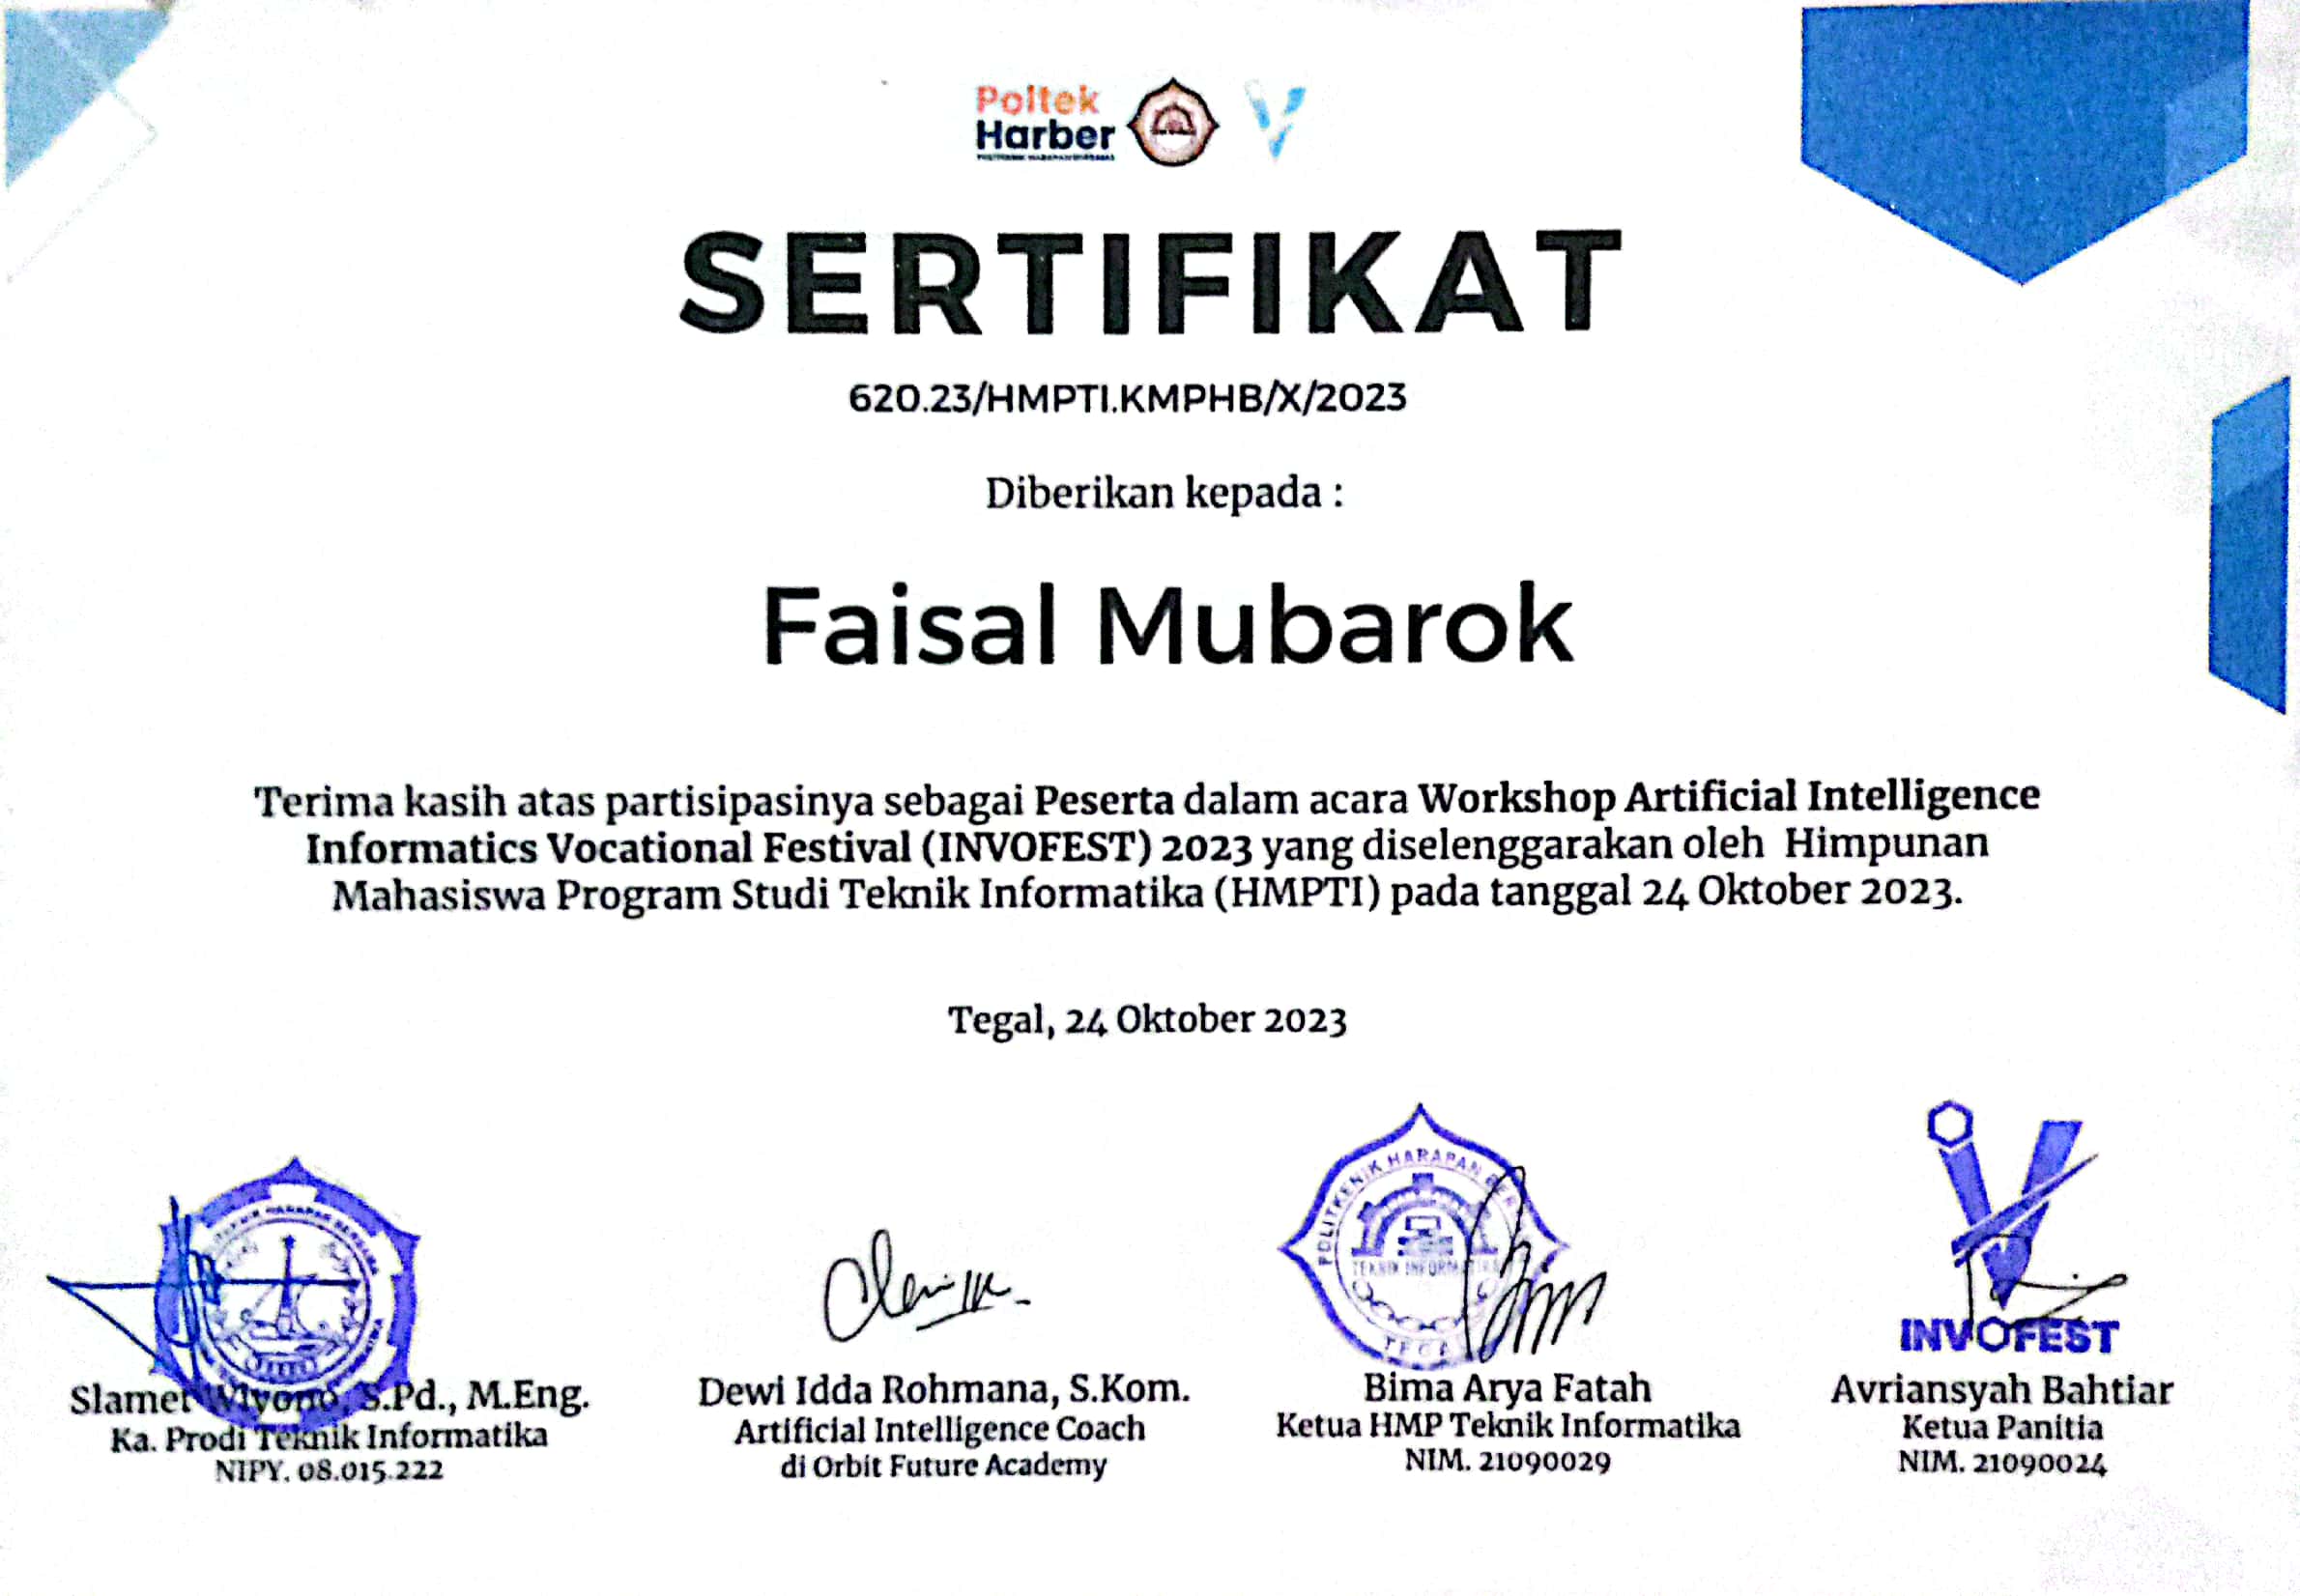 Poltek
Harber
SERTIFIKAT
620.23/HMPTI.KMPHB/X/2023
Diberikan kepada :
Faisal Mubarok
Terima kasih atas partisipasinya sebagai Peserta dalam acara Workshop Artificial Intelligence
Informatics Vocational Festival (INVOFEST) 2023 yang diselenggarakan oleh Himpunan
Mahasiswa Program Studi Teknik Informatika (HMPTI) pada tanggal 24 Oktober 2023.
Tegal, 24 Oktober 2023
POLITKENIK HARAPAN BER
TEKNIK INFORMATIKA
INVOFEST
Slamet Wiyono, S.Pd., M.Eng.
Ka. Prodi Teknik Informatika
NIPY. 08.015.222
Dewi Idda Rohmana, S.Kom.
Artificial Intelligence Coach
di Orbit Future Academy
Bima Arya Fatah
Ketua HMP Teknik Informatika
NIM. 21090029
Avriansyah Bahtiar
Ketua Panitia
NIM. 21090024